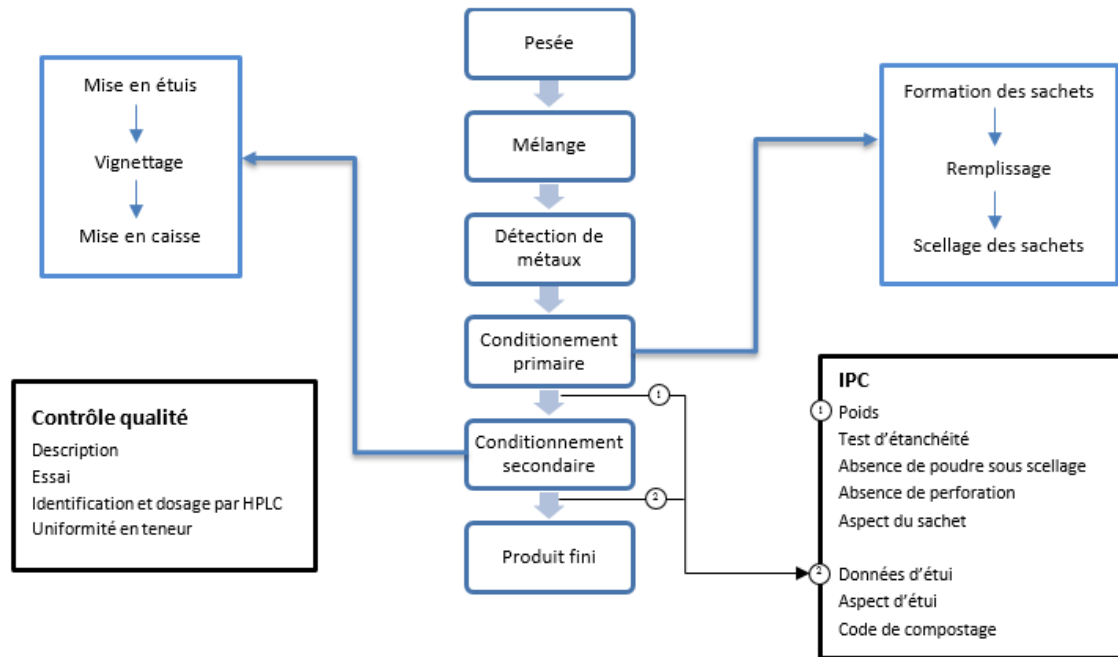 Pesée
Mélange
Détection de
métaux
Conditionement
primaire
Conditionnement
secondaire
Produit fini
Mise en étuis
Vignettage
Mise en caisse
Formation des sachets
Remplissage
Scellage des sachets
1
2
Contrôle qualité
Description
Essai
Identification et dosage par HPLC
Uniformité en teneur
IPC
1 Poids
Test d'étanchéité
Absence de poudre sous scellage
Absence de perforation
Aspect du sachet
2 Données d'étui
Aspect d'étui
Code de compostage